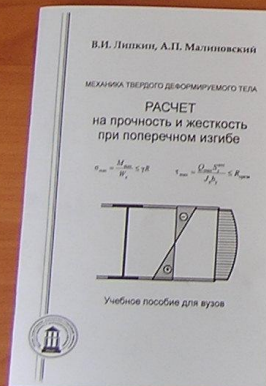 В.И. Липкин, А.П. Малиновский
МЕХАНИКА ТВЕРДОГО ДЕФОРМИРУЕМОГО ТЕЛА
РАСЧЕТ
на прочность и жесткость
при поперечном изгибе
Учебное пособие для вузов